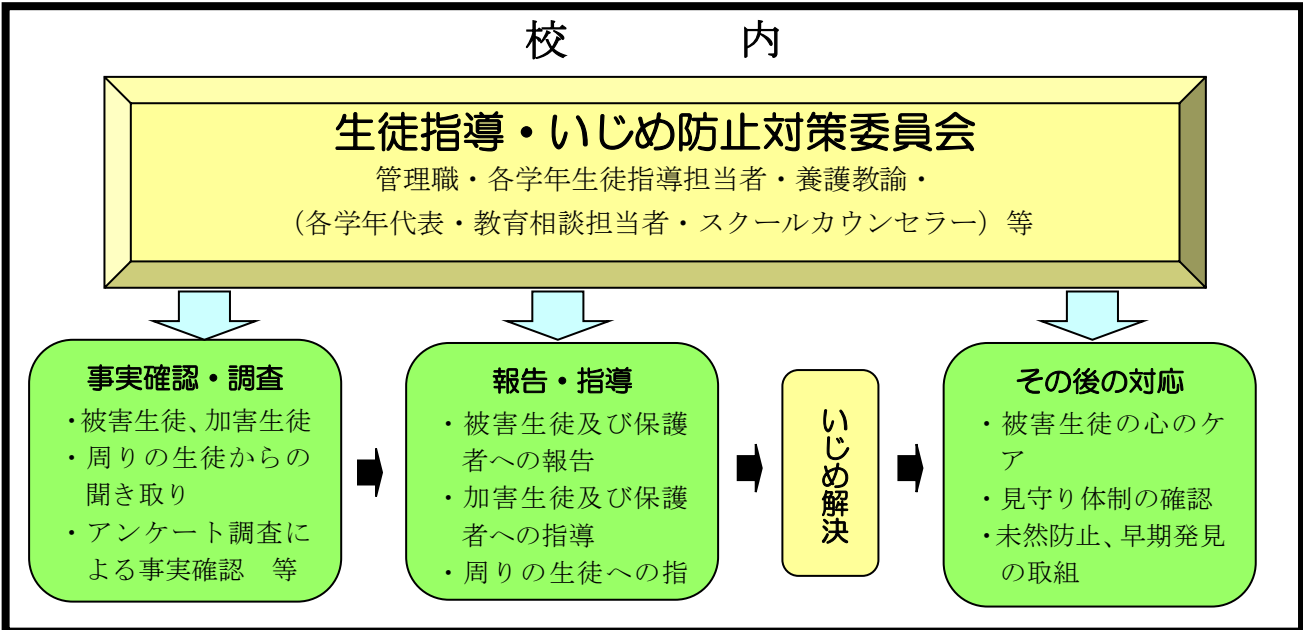 校　　　　内
生徒指導・いじめ防止対策委員会
管理職・各学年生徒指導担当者・養護教諭・
（各学年代表・教育相談担当者・スクールカウンセラー）等
事実確認・調査
・被害生徒、加害生徒
・周りの生徒からの
聞き取り
・アンケート調査に
よる事実確認　等
報告・指導
・被害生徒及び保護
者への報告
・加害生徒及び保護
者への指導
・周りの生徒への指
いじめ解決
その後の対応
・被害生徒の心のケ
ア
・見守り体制の確認
・未然防止、早期発見
の取組